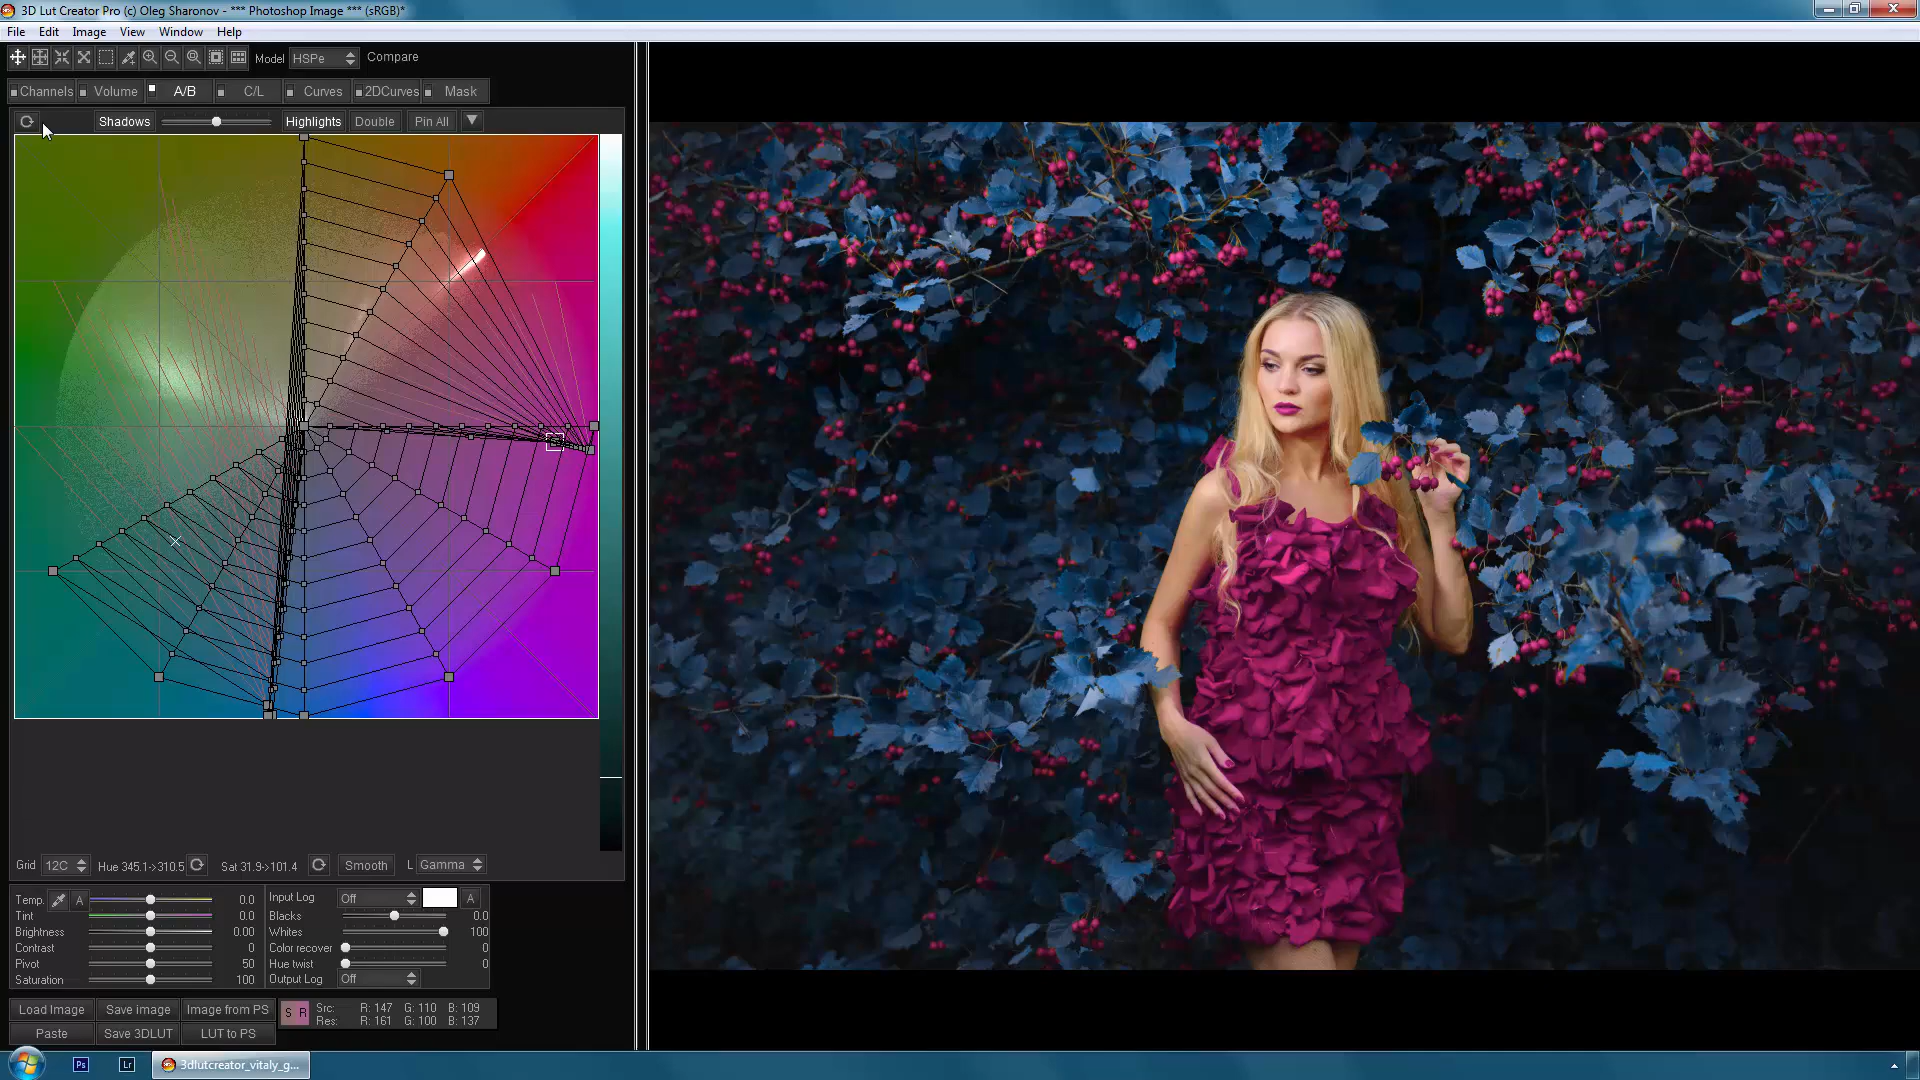 3D Lut Creator Pro (c) Oleg Sharonov - *** Photoshop Image *** (sRGB)*
File Edit Image View Window Help
Model HSPe Compare
Channels Volume A/B C/L Curves 2DCurves Mask
Shadows Highlights Double Pin All
Grid 12C Hue 345.1->310.5 Sat 31.9->101.4 Smooth L Gamma
Temp. A 0.0 Input Log Off A
Tint 0.0 Blacks 0.0
Brightness 0.00 Whites 100
Contrast 0 Color recover 0
Pivot 50 Hue twist 0
Saturation 100 Output Log Off
Load Image Save image Image from PS S R Src: R: 147 G: 110 B: 109
Res: R: 161 G: 100 B: 137
Paste Save 3DLUT LUT to PS
Ps Lr 3dlutcreator_vitaly_g...